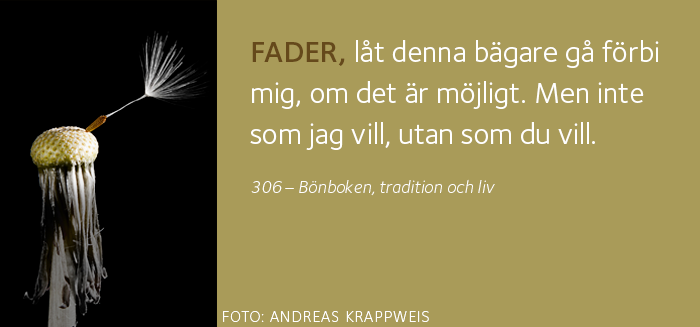 FADER, låt denna bägare gå förbi
mig, om det är möjligt. Men inte
som jag vill, utan som du vill.
306 – Bönboken, tradition och liv
FOTO: ANDREAS KRAPPWEIS